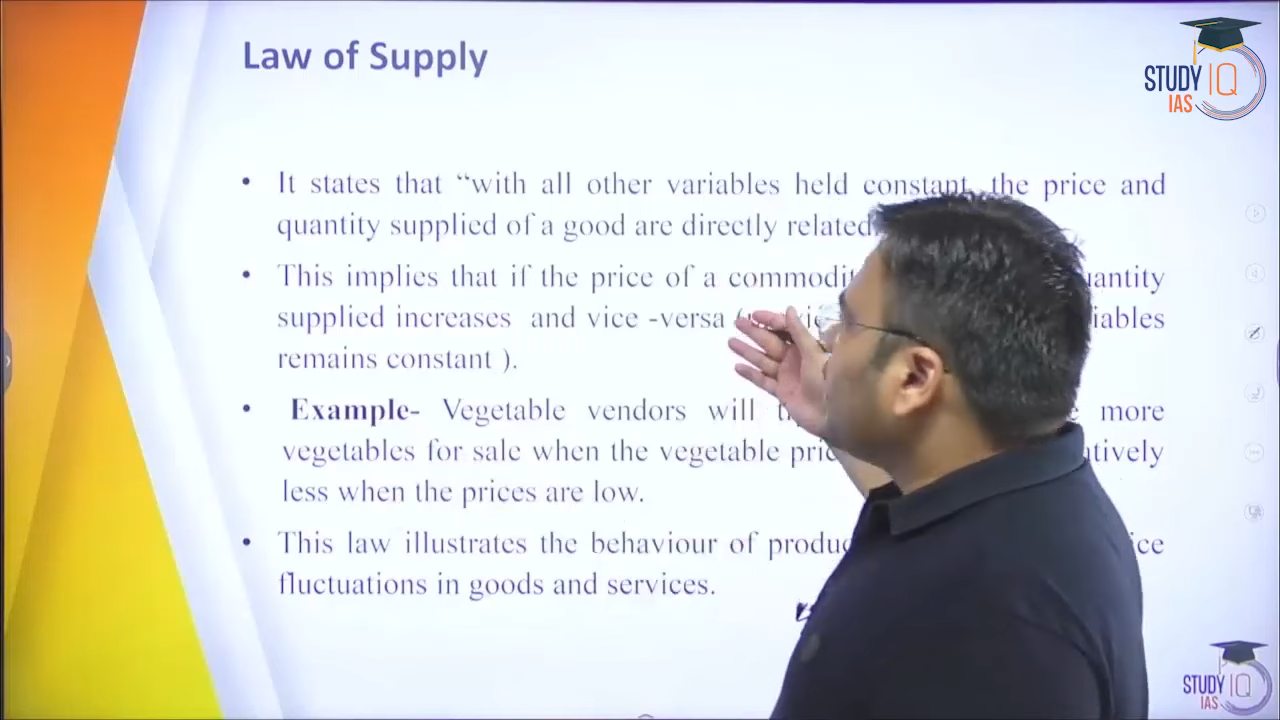 Law of Supply
STUDY IQ
IAS
• It states that “with all other variables held constant, the price and
quantity supplied of a good are directly related
• This implies that if the price of a
supplied increases and vice -versa
remains constant ).
• Example- Vegetable vendors will more
vegetables for sale when the vegetable
less when the prices are low.
• This law illustrates the behaviour of
fluctuations in goods and services.
STUDY IQ
IAS